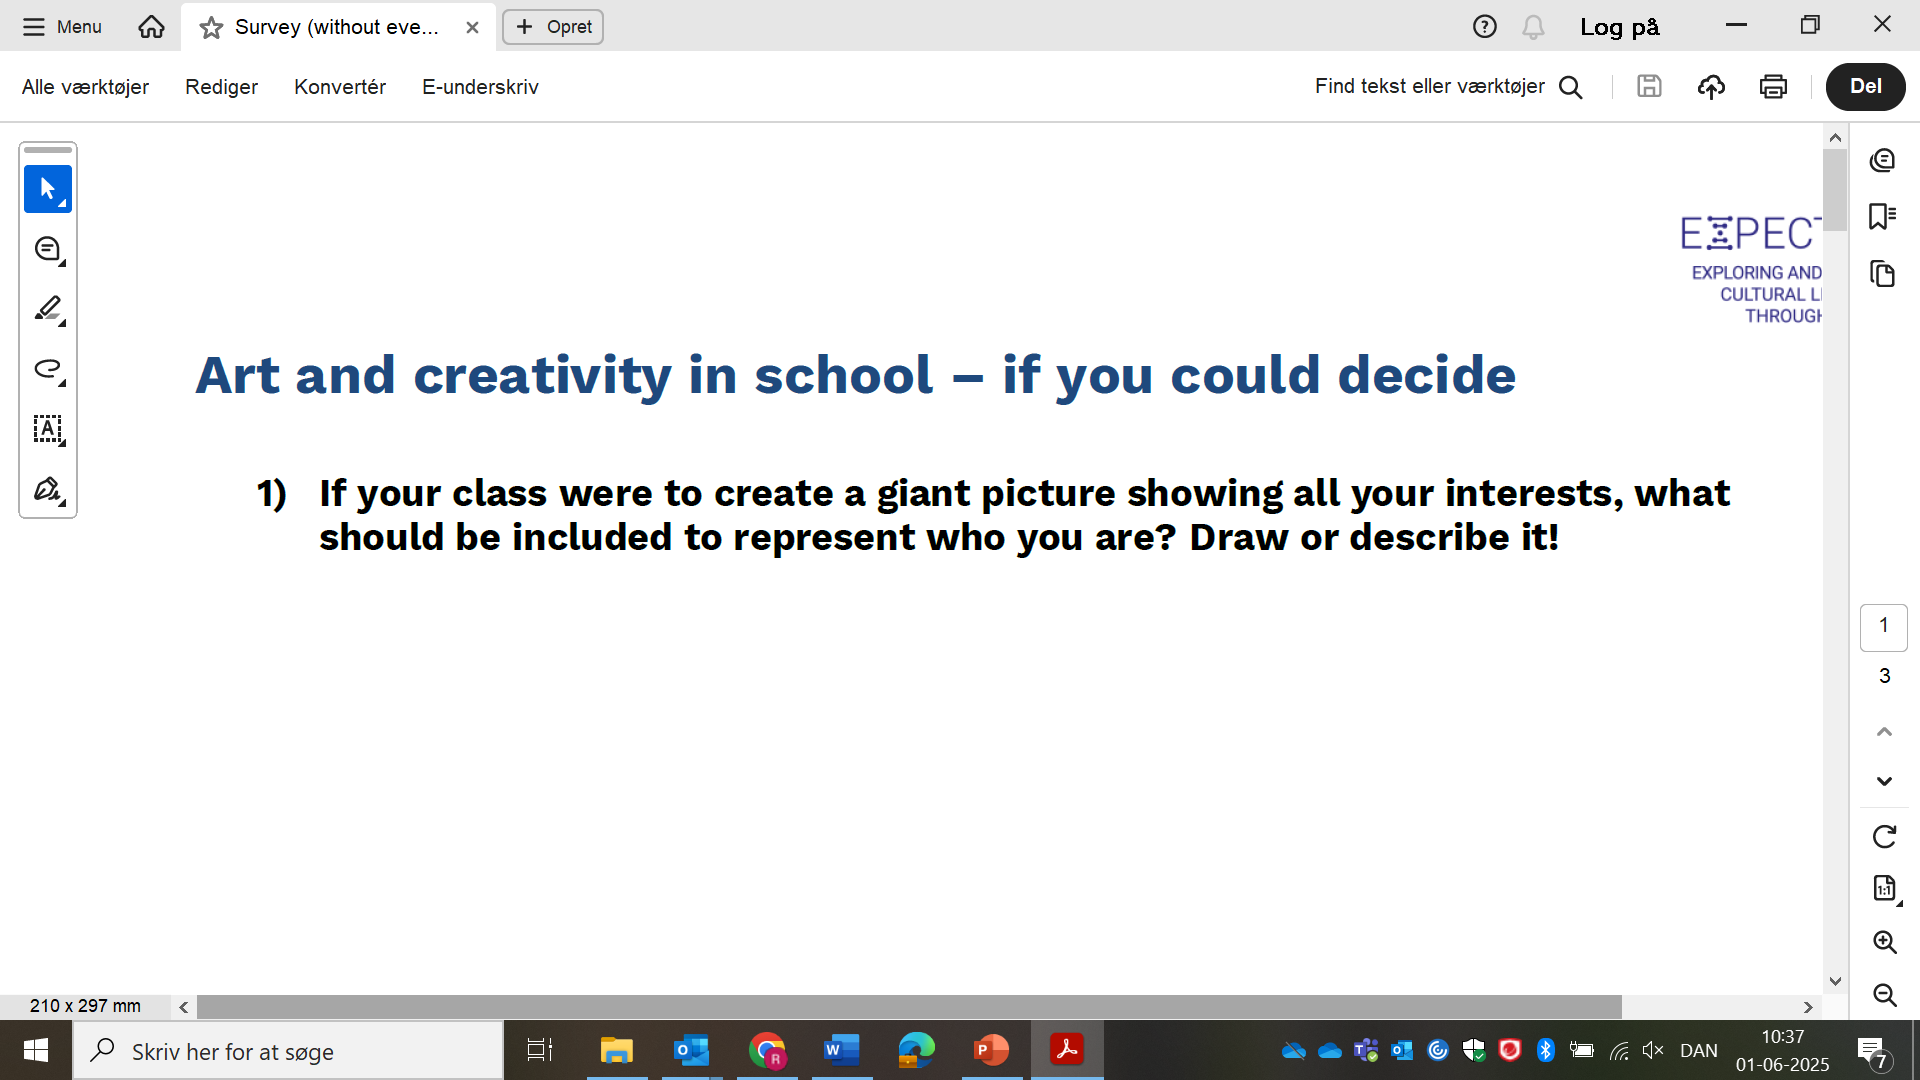 Menu
Survey (without eve...
Opret
Log på
Alle værktøjer
Rediger
Konvertér
E-underskriv
Find tekst eller værktøjer
Del
EXPECT
EXPLORING AND
CULTURAL L
THROUGH
Art and creativity in school – if you could decide
1) If your class were to create a giant picture showing all your interests, what
should be included to represent who you are? Draw or describe it!
1
3
210 x 297 mm
Skriv her for at søge
DAN
10:37
01-06-2025
7